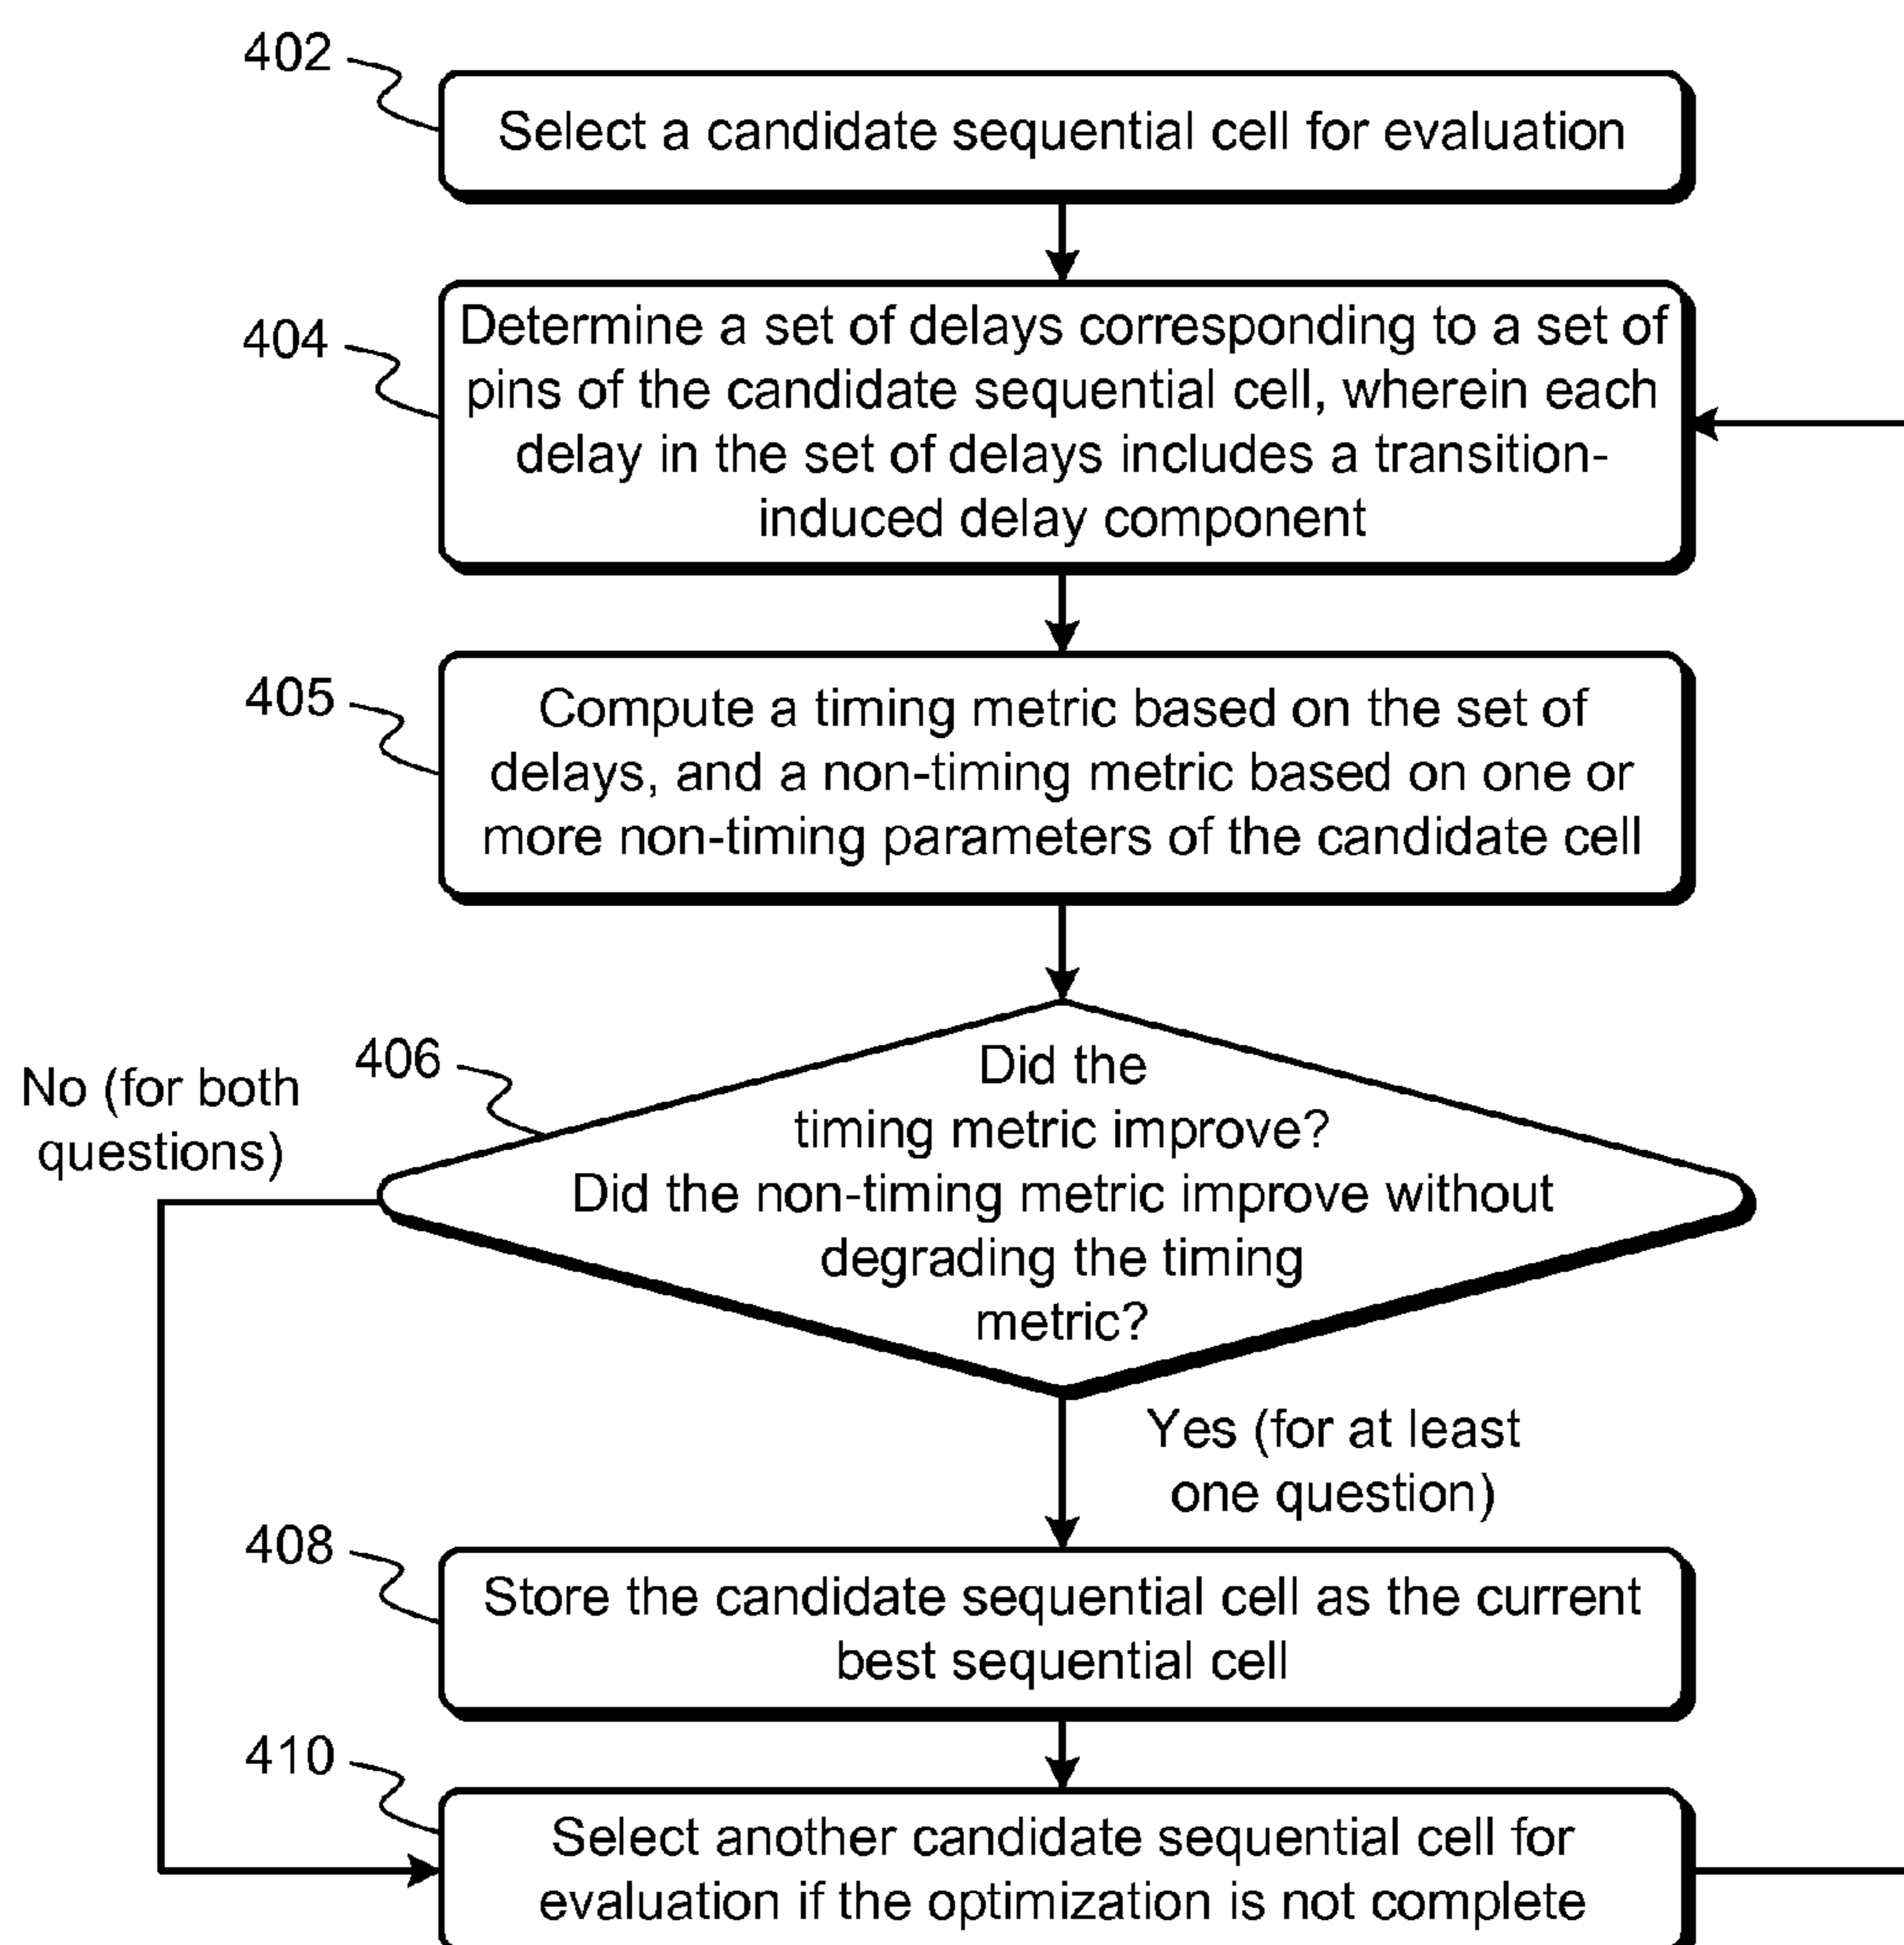 402
Select a candidate sequential cell for evaluation
404
Determine a set of delays corresponding to a set of
pins of the candidate sequential cell, wherein each
delay in the set of delays includes a transition-
induced delay component
405
Compute a timing metric based on the set of
delays, and a non-timing metric based on one or
more non-timing parameters of the candidate cell
406
No (for both
questions)
Did the
timing metric improve?
Did the non-timing metric improve without
degrading the timing
metric?
Yes (for at least
one question)
408
Store the candidate sequential cell as the current
best sequential cell
410
Select another candidate sequential cell for
evaluation if the optimization is not complete